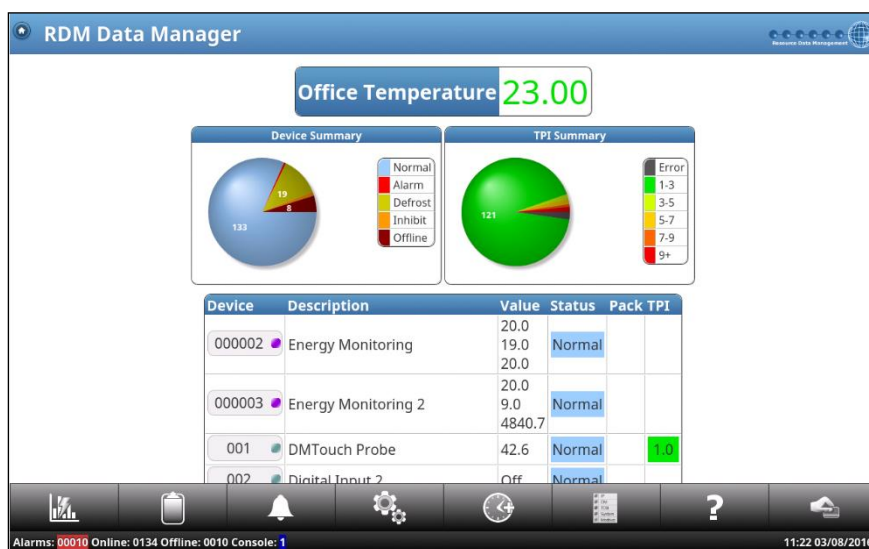 RDM Data Manager
Resource Data Management
Office Temperature 23.00
Device Summary
19
8
133
Normal
Alarm
Defrost
Inhibit
Offline
TPI Summary
121
Error
1-3
3-5
5-7
7-9
9+
Device Description Value Status Pack TPI
20.0
000002 Energy Monitoring 19.0 Normal
20.0
20.0
000003 Energy Monitoring 2 9.0 Normal
4840.7
001 DMTouch Probe 42.6 Normal 1.0
002 Digital Input 2 Off Normal
?
Alarms: 00010 Online: 0134 Offline: 0010 Console: 1
11:22 03/08/2016